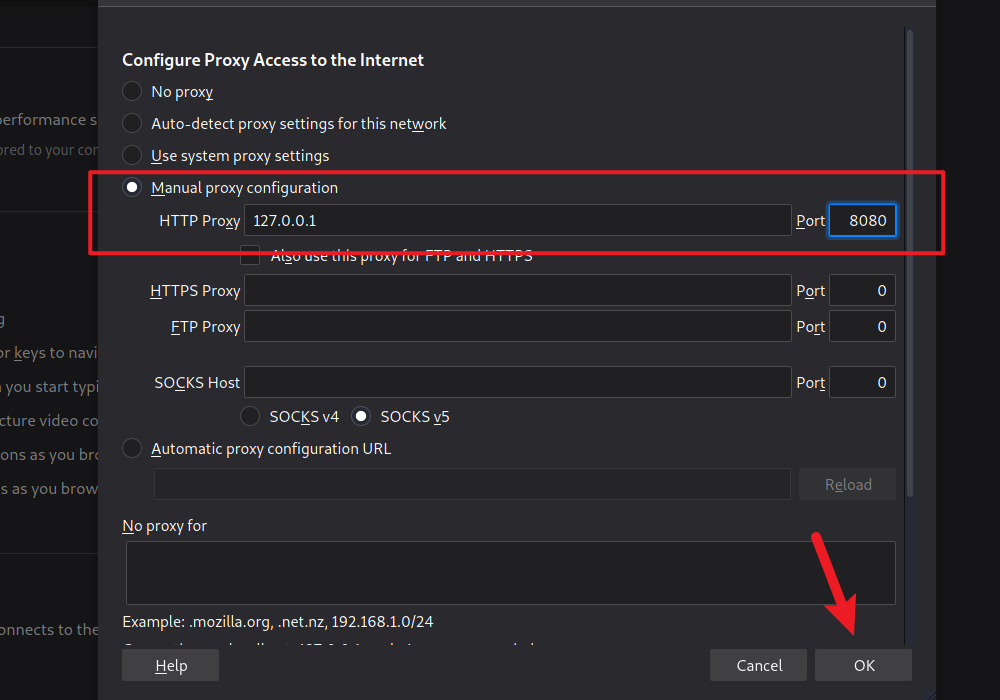 Configure Proxy Access to the Internet
No proxy
Auto-detect proxy settings for this network
erformance s
Use system proxy settings
ored to your con
Manual proxy configuration
HTTP Proxy 127.0.0.1 Port 8080
Also use this proxy for FTP and HTTPS
HTTPS Proxy Port 0
g
FTP Proxy Port 0
or keys to navi
SOCKS Host Port 0
you start typi
SOCKS v4 SOCKS v5
cture video co
Automatic proxy configuration URL
ons as you bro
Reload
s as you brow
No proxy for
Example: .mozilla.org, .net.nz, 192.168.1.0/24
onnects to the
Help Cancel OK